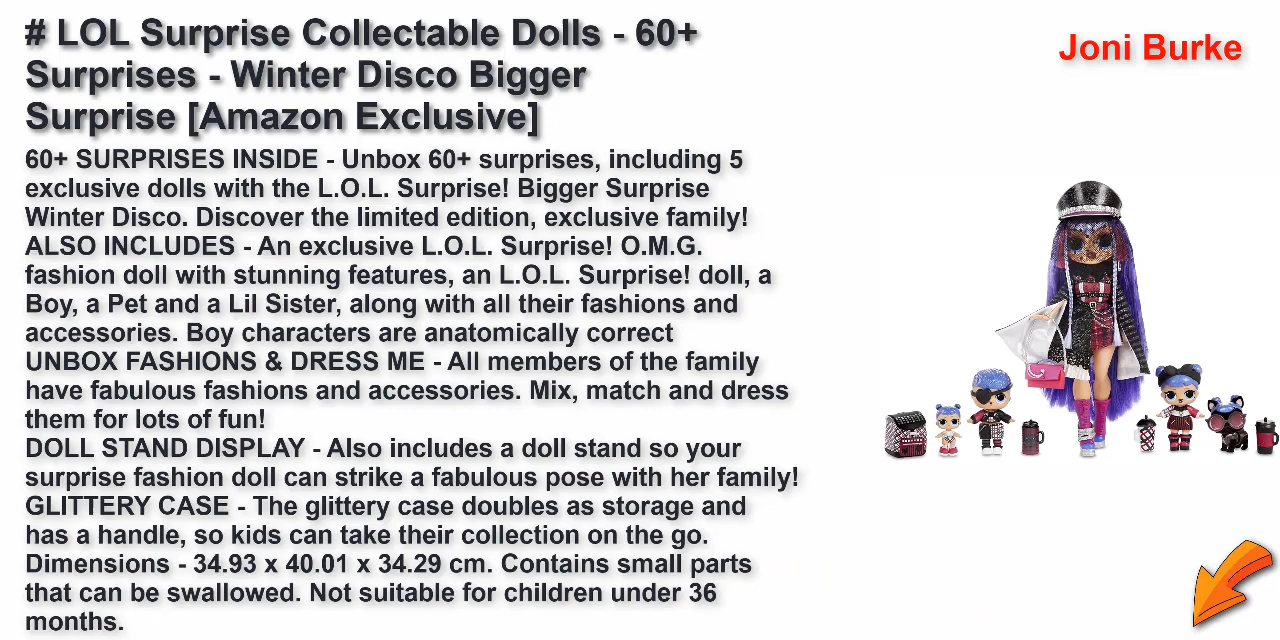 # LOL Surprise Collectable Dolls - 60+
Surprises - Winter Disco Bigger
Surprise [Amazon Exclusive]
Joni Burke
60+ SURPRISES INSIDE - Unbox 60+ surprises, including 5
exclusive dolls with the L.O.L. Surprise! Bigger Surprise
Winter Disco. Discover the limited edition, exclusive family!
ALSO INCLUDES - An exclusive L.O.L. Surprise! O.M.G.
fashion doll with stunning features, an L.O.L. Surprise! doll, a
Boy, a Pet and a Lil Sister, along with all their fashions and
accessories. Boy characters are anatomically correct
UNBOX FASHIONS & DRESS ME - All members of the family
have fabulous fashions and accessories. Mix, match and dress
them for lots of fun!
DOLL STAND DISPLAY - Also includes a doll stand so your
surprise fashion doll can strike a fabulous pose with her family!
GLITTERY CASE - The glittery case doubles as storage and
has a handle, so kids can take their collection on the go.
Dimensions - 34.93 x 40.01 x 34.29 cm. Contains small parts
that can be swallowed. Not suitable for children under 36
months.